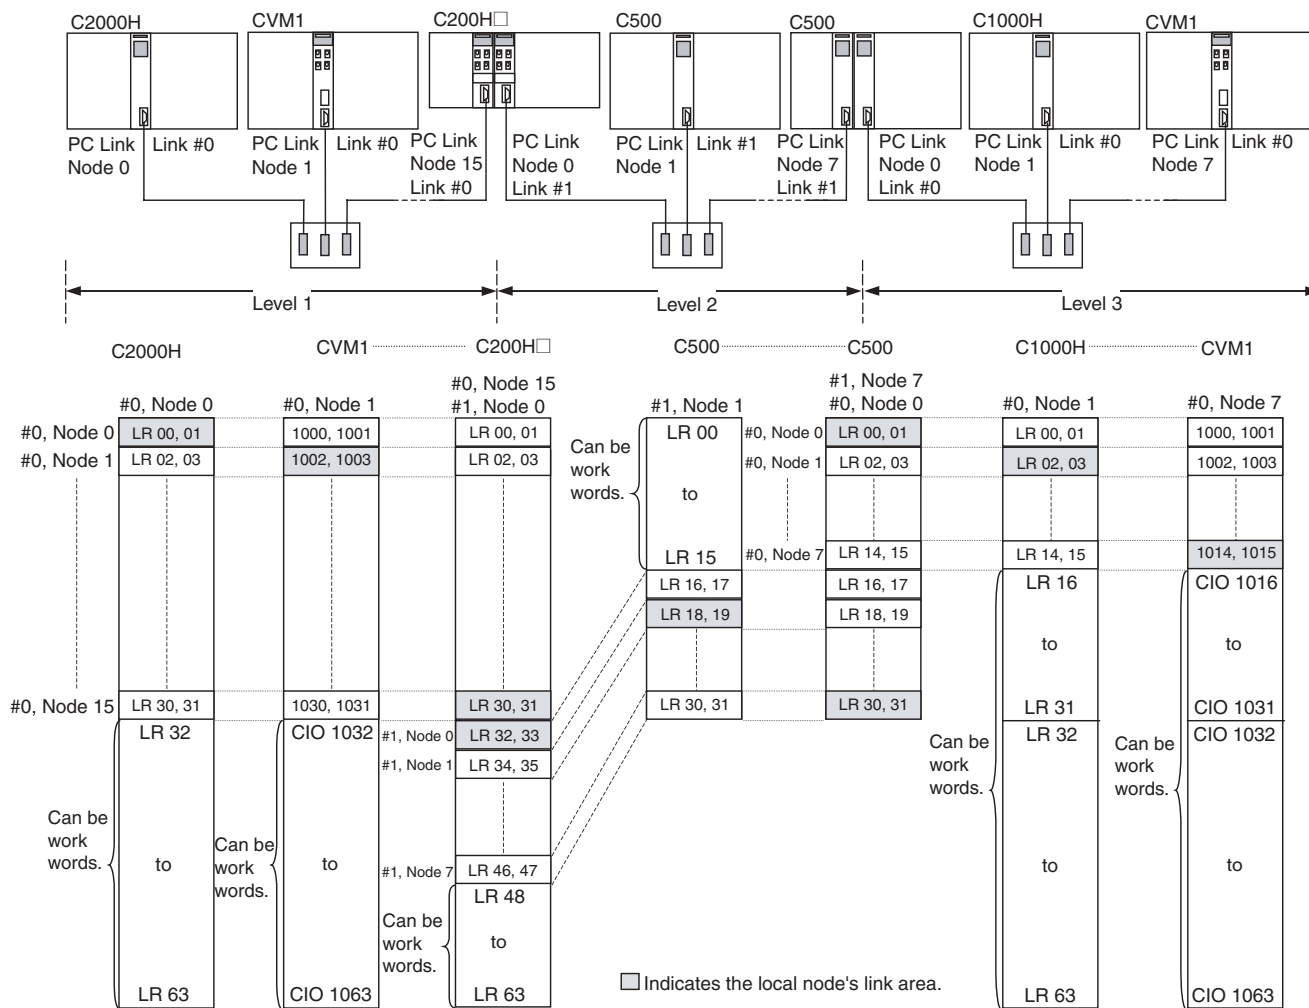 C2000H
CVM1
C200H□
C500
C500
C1000H
CVM1
PC Link
Node 0
Link #0
PC Link
Node 1
Link #0
PC Link
Node 15
Link #0
PC Link
Node 0
Link #1
PC Link
Node 1
Link #1
PC Link
Node 7
Link #1
PC Link
Node 0
Link #0
PC Link
Node 1
Link #0
PC Link
Node 7
Link #0
Level 1
Level 2
Level 3
C2000H
CVM1
C200H□
C500
C500
C1000H
CVM1
#0, Node 0
#0, Node 1
#0, Node 15
#1, Node 0
#1, Node 1
#1, Node 7
#0, Node 0
#0, Node 1
#0, Node 7
#0, Node 0
LR 00, 01
1000, 1001
LR 00, 01
#0, Node 1
LR 02, 03
1002, 1003
LR 02, 03
#0, Node 15
LR 30, 31
1030, 1031
LR 30, 31
LR 32
to
LR 63
Can be
work
words.
CIO 1032
to
CIO 1063
Can be
work
words.
#1, Node 0
LR 32, 33
#1, Node 1
LR 34, 35
#1, Node 7
LR 46, 47
LR 48
to
LR 63
Can be
work
words.
Can be
work
words.
LR 00
to
LR 15
LR 16, 17
LR 18, 19
LR 30, 31
#0, Node 0
LR 00, 01
#0, Node 1
LR 02, 03
#0, Node 7
LR 14, 15
LR 16, 17
LR 18, 19
LR 30, 31
LR 00, 01
LR 02, 03
LR 14, 15
LR 16
to
LR 31
LR 32
to
LR 63
Can be
work
words.
1000, 1001
1002, 1003
1014, 1015
CIO 1016
to
CIO 1031
CIO 1032
to
CIO 1063
Can be
work
words.
Indicates the local node's link area.